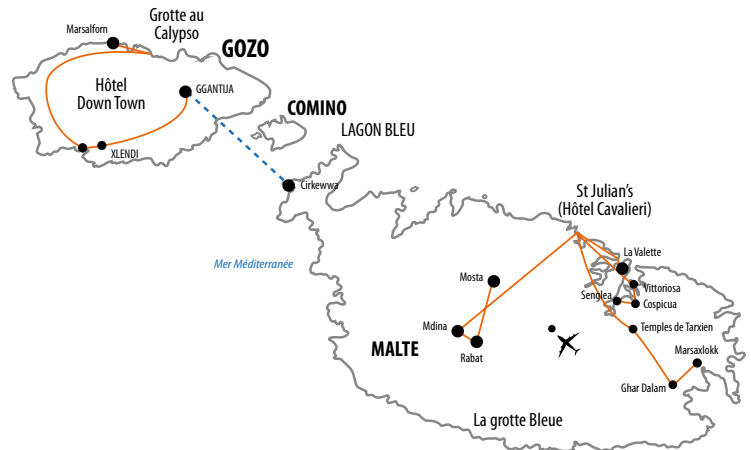 Grotte au
Calypso
Marsalforn
GOZO
Hôtel
Down Town
GGANTIJA
XLENDI
COMINO
LAGON BLEU
Cirkewwa
St Julian's
(Hôtel Cavalieri)
Mer Méditerranée
La Valette
Mosta
Vittoriosa
Senglea
Cospicua
Mdina
Temples de Tarxien
MALTE
Rabat
Marsaxlokk
Ghar Dalam
La grotte Bleue